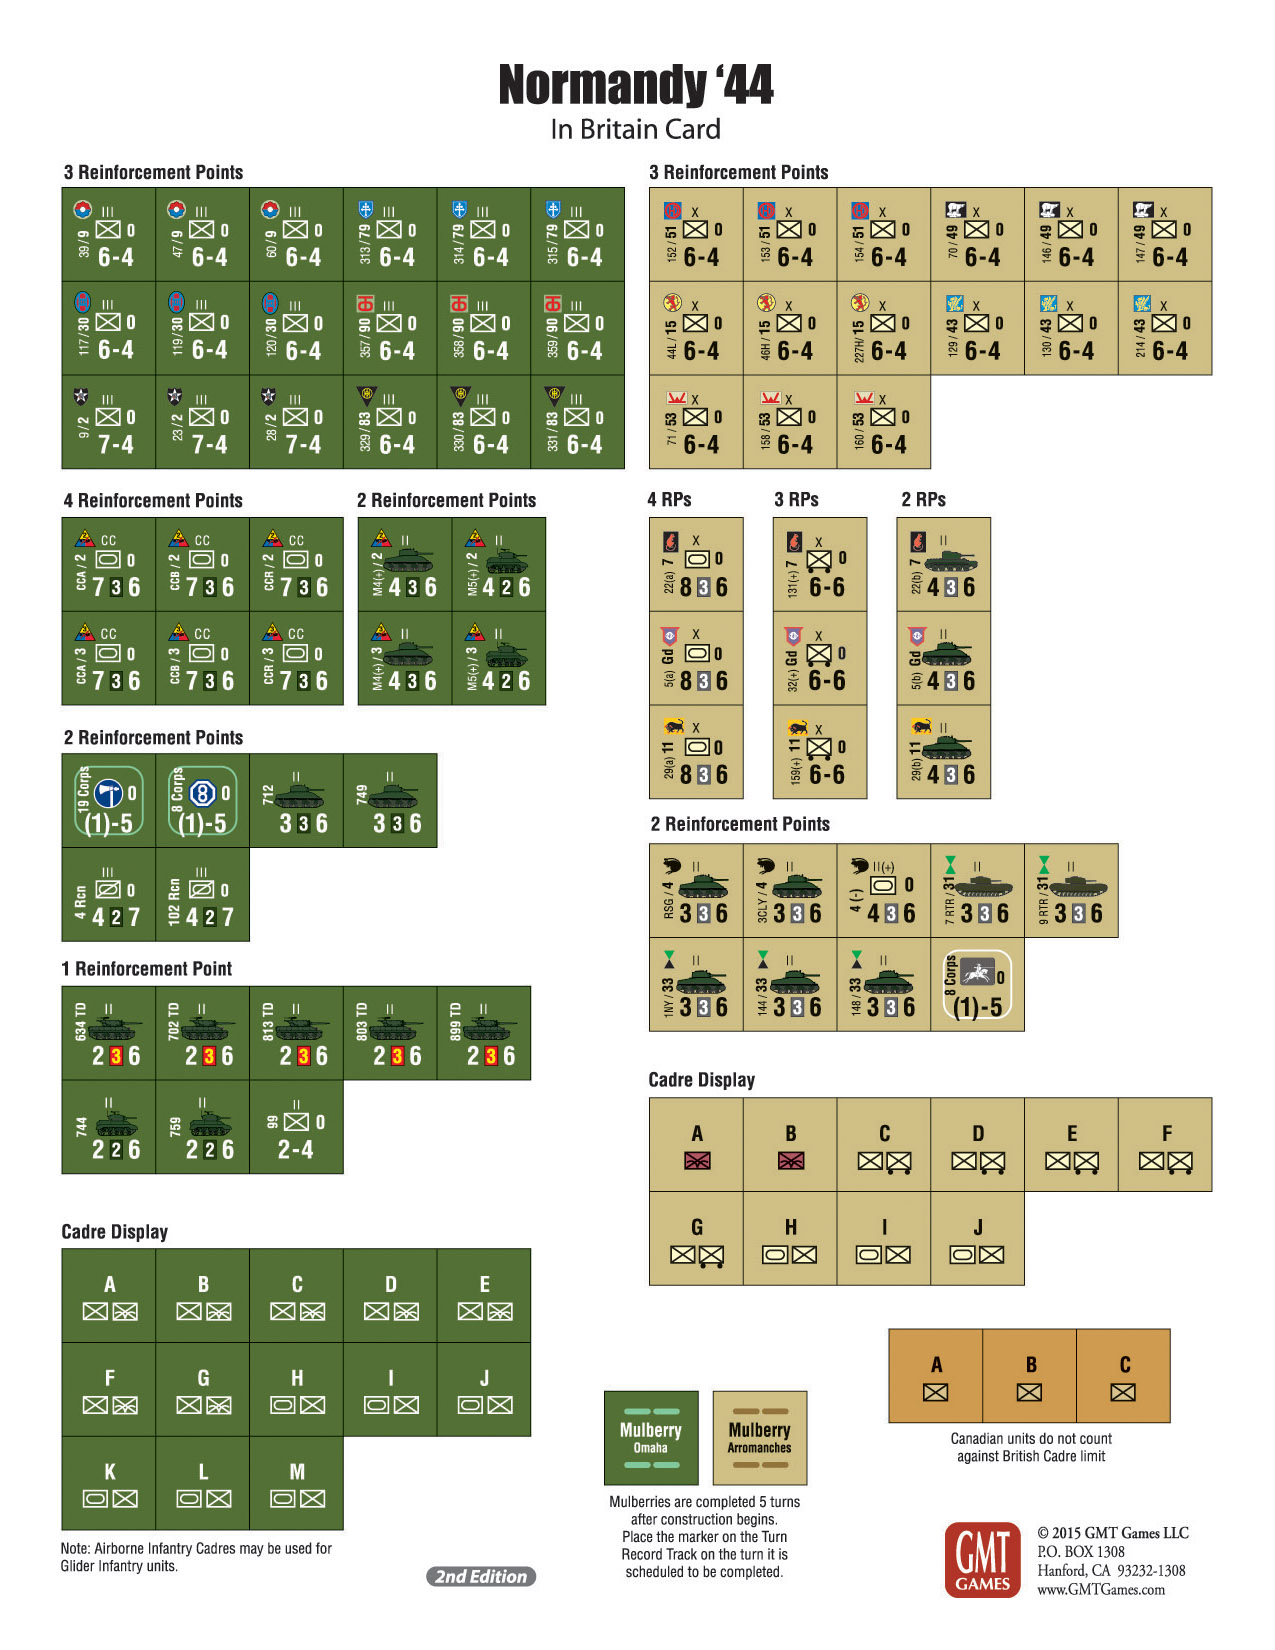 Normandy ‘44
In Britain Card
3 Reinforcement Points
39 / 9 III 0 6-4
47 / 9 III 0 6-4
60 / 9 III 0 6-4
313 / 79 III 0 6-4
314 / 79 III 0 6-4
315 / 79 III 0 6-4
117 / 30 III 0 6-4
119 / 30 III 0 6-4
120 / 30 III 0 6-4
357 / 90 III 0 6-4
358 / 90 III 0 6-4
359 / 90 III 0 6-4
9 / 2 III 0 7-4
23 / 2 III 0 7-4
28 / 2 III 0 7-4
329 / 83 III 0 6-4
330 / 83 III 0 6-4
331 / 83 III 0 6-4
4 Reinforcement Points
CCA / 2 CC 0 7 3 6
CCB / 2 CC 0 7 3 6
CCR / 2 CC 0 7 3 6
CCA / 3 CC 0 7 3 6
CCB / 3 CC 0 7 3 6
CCR / 3 CC 0 7 3 6
2 Reinforcement Points
M4(+) / 2 II 4 3 6
M5(+) / 2 II 4 2 6
M4(+) / 3 II 4 3 6
M5(+) / 3 II 4 2 6
2 Reinforcement Points
19 Corps 0 (1)-5
8 Corps 8 0 (1)-5
712 II 3 3 6
749 II 3 3 6
4 Rcn III 0 4 2 7
102 Rcn III 0 4 2 7
1 Reinforcement Point
634 TD II 2 3 6
702 TD II 2 3 6
813 TD II 2 3 6
803 TD II 2 3 6
899 TD II 2 3 6
744 II 2 2 6
759 II 2 2 6
99 II 0 2-4
Cadre Display
A B C D E
F G H I J
K L M
Note: Airborne Infantry Cadres may be used for
Glider Infantry units.
2nd Edition
3 Reinforcement Points
152 / 51 X 0 6-4
153 / 51 X 0 6-4
154 / 51 X 0 6-4
70 / 49 X 0 6-4
146 / 49 X 0 6-4
147 / 49 X 0 6-4
44L / 15 X 0 6-4
46H / 15 X 0 6-4
227H / 15 X 0 6-4
129 / 43 X 0 6-4
130 / 43 X 0 6-4
214 / 43 X 0 6-4
71 / 53 X 0 6-4
158 / 53 X 0 6-4
160 / 53 X 0 6-4
4 RPs
22(a) 7 X 0 8 3 6
5(a) Gd X 0 8 3 6
29(a) 11 X 0 8 3 6
3 RPs
131(+) 7 X 0 6-6
32(+) Gd X 0 6-6
159(+) 11 X 0 6-6
2 RPs
22(b) 7 II 4 3 6
5(b) Gd II 4 3 6
29(b) 11 II 4 3 6
2 Reinforcement Points
RSG / 4 II 3 3 6
3CLY / 4 II 3 3 6
4 (-) II(+) 0 4 3 6
7 RTR / 31 II 3 3 6
9 RTR / 31 II 3 3 6
1NY / 33 II 3 3 6
144 / 33 II 3 3 6
148 / 33 II 3 3 6
8 Corps 0 (1)-5
Cadre Display
A B C D E F
G H I J
A B C
Canadian units do not count
against British Cadre limit
Mulberry
Omaha
Mulberry
Arromanches
Mulberries are completed 5 turns
after construction begins.
Place the marker on the Turn
Record Track on the turn it is
scheduled to be completed.
GMT
GAMES
© 2015 GMT Games LLC
P.O. BOX 1308
Hanford, CA 93232-1308
www.GMTGames.com